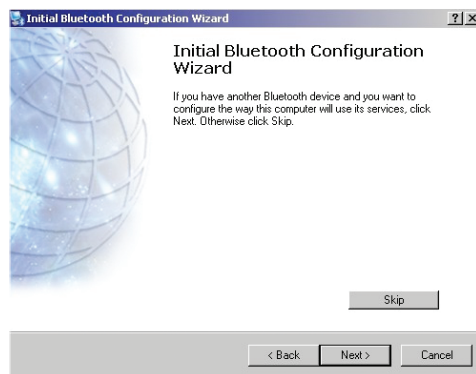 Initial Bluetooth Configuration Wizard
Initial Bluetooth Configuration
Wizard
If you have another Bluetooth device and you want to
configure the way this computer will use its services, click
Next. Otherwise click Skip.
Skip
< Back Next > Cancel